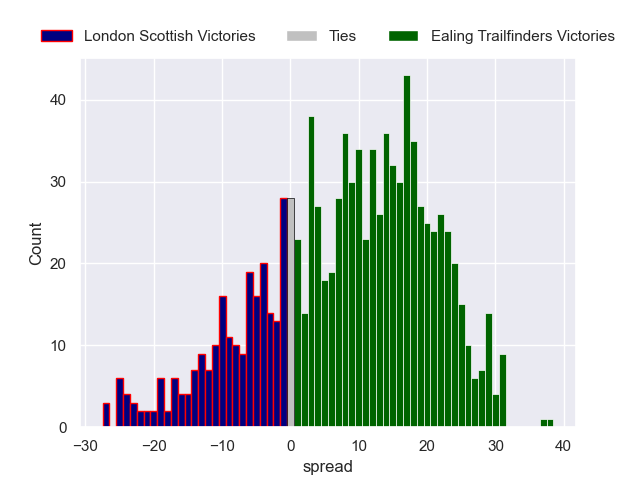 London Scottish Victories Ties Ealing Trailfinders Victories
40
30
20
10
0
Count
−30 −20 −10 0 10 20 30 40
spread